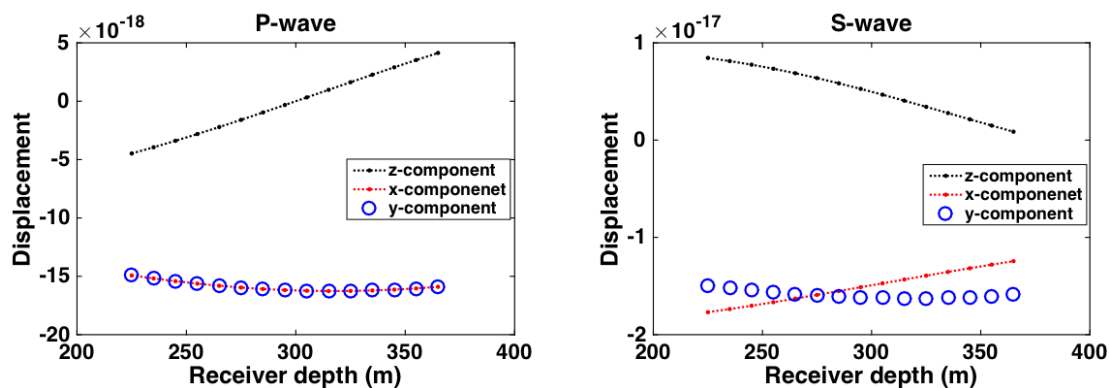 P-wave
×10^-18
5
0
-5
-10
-15
-20
200
250
300
350
400
Displacement
Receiver depth (m)
z-component
x-componenet
y-component
S-wave
×10^-17
1
0
-1
-2
200
250
300
350
400
Displacement
Receiver depth (m)
z-component
x-componenet
y-component